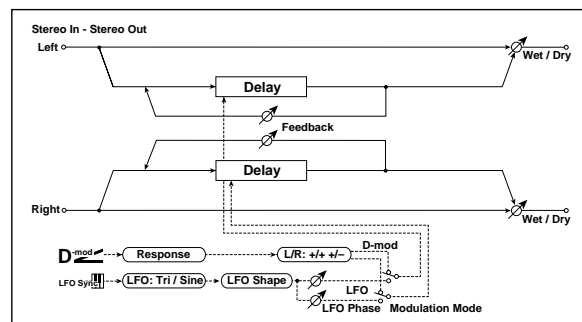 Stereo In - Stereo Out
Left
Wet / Dry
Delay
Feedback
Delay
Right
Wet / Dry
D-mod
Response
L/R: +/+ +/–
D-mod
LFO
LFO Sync
LFO: Tri / Sine
LFO Shape
LFO Phase
Modulation Mode